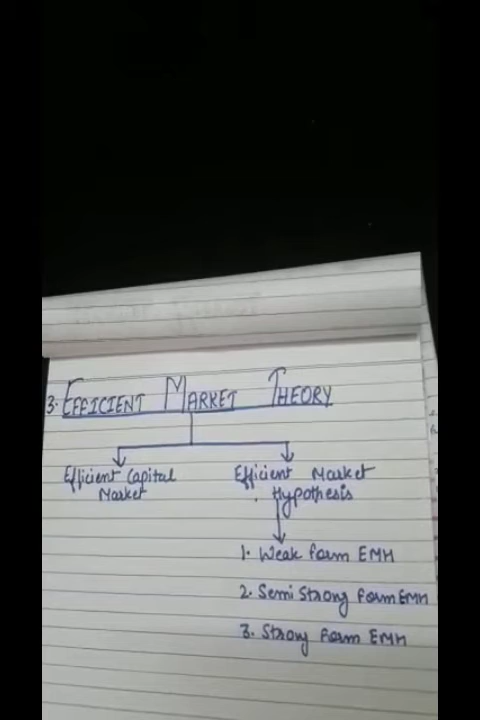 3. EFFICIENT MARKET THEORY
Efficient Capital
Market
Efficient Market
Hypothesis
1. Weak form EMH
2. Semi Strong Form EMH
3. Strong Form EMH